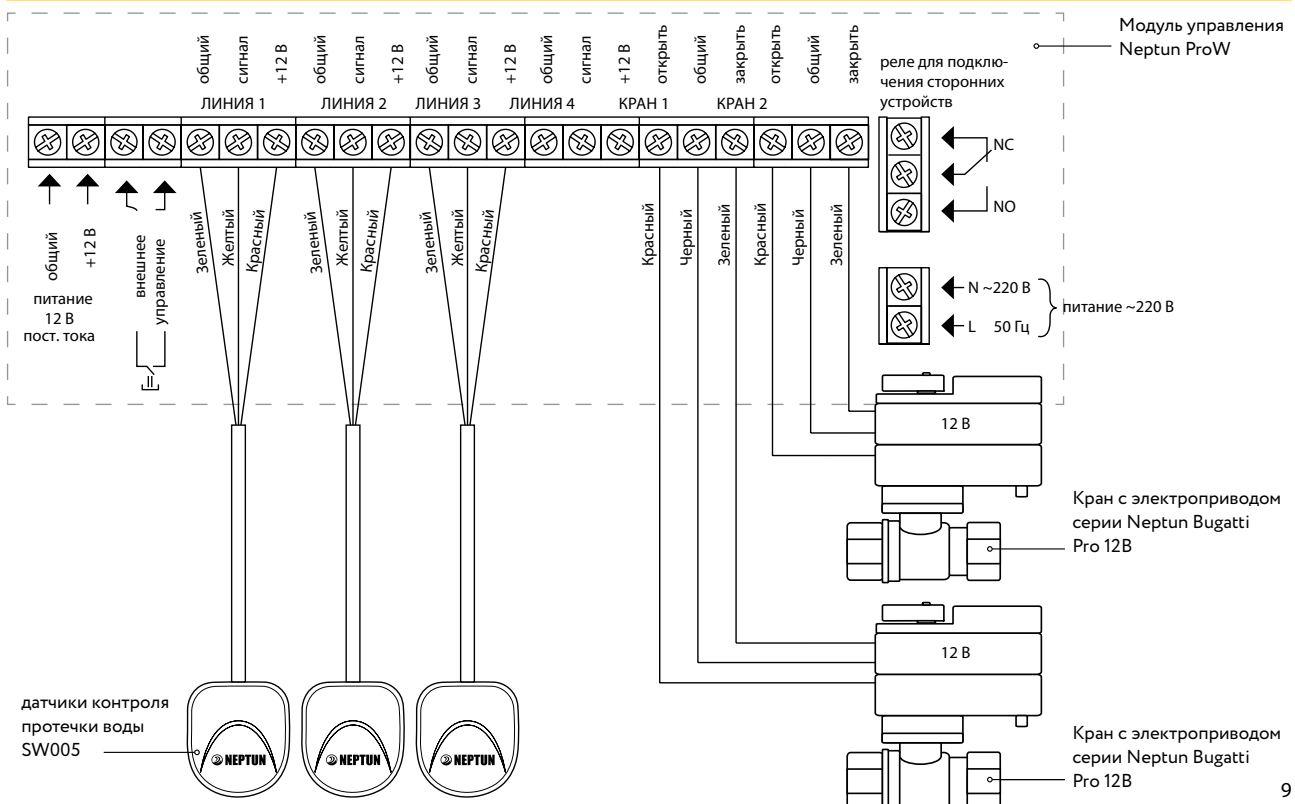 Модуль управления
Neptun ProW
общий
сигнал
+12 В
общий
сигнал
+12 В
общий
сигнал
+12 В
общий
сигнал
+12 В
открыть
общий
закрыть
открыть
общий
закрыть
реле для подклю-
чения сторонних
устройств
ЛИНИЯ 1
ЛИНИЯ 2
ЛИНИЯ 3
ЛИНИЯ 4
КРАН 1
КРАН 2
NC
NO
общий
+12 В
питание
12 В
пост. тока
внешнее
управление
Зеленый
Желтый
Красный
Зеленый
Желтый
Красный
Зеленый
Желтый
Красный
Красный
Черный
Зеленый
Красный
Черный
Зеленый
N ~220 В
L 50 Гц
питание ~220 В
12 В
Кран с электроприводом
серии Neptun Bugatti
Pro 12В
12 В
датчики контроля
протечки воды
SW005
NEPTUN
NEPTUN
NEPTUN
Кран с электроприводом
серии Neptun Bugatti
Pro 12В
9